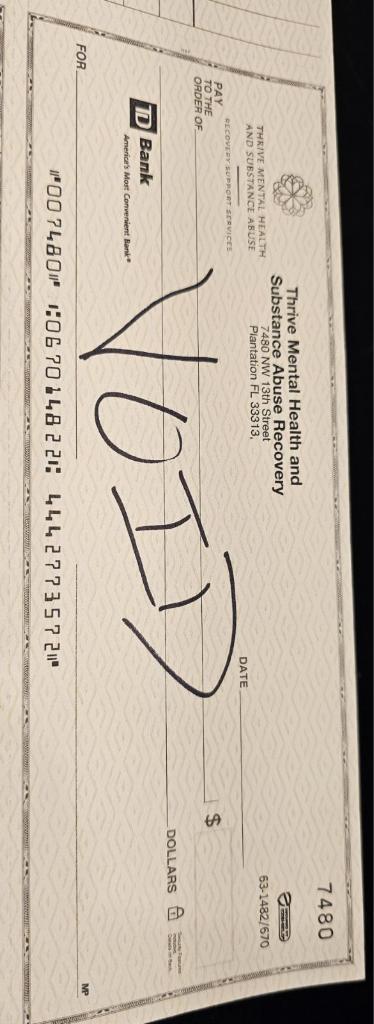 7480
THRIVE MENTAL HEALTH
AND SUBSTANCE ABUSE
RECOVERY SUPPORT SERVICES
Thrive Mental Health and
Substance Abuse Recovery
7480 NW 13th Street
Plantation FL 33313,
63-1482/670
DATE
PAY
TO THE
ORDER OF
$
VOID
DOLLARS
TD Bank
America's Most Convenient Bank®
FOR
MP
⑈007480⑈ ⑆067014822⑆ 4442773572⑈